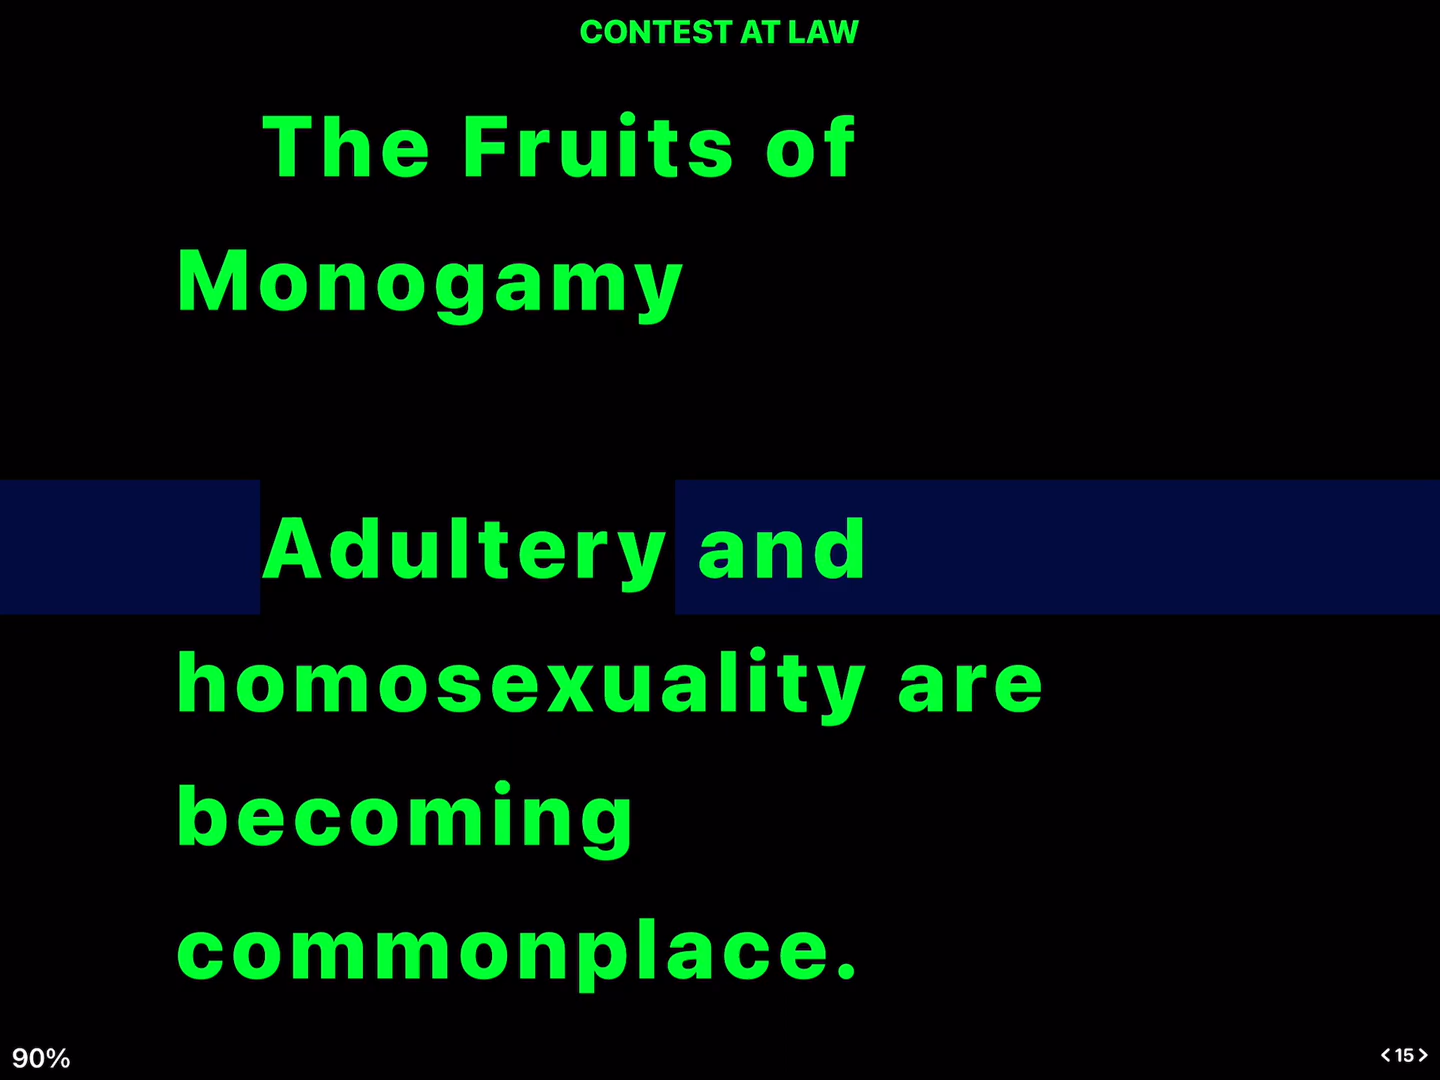 CONTEST AT LAW
The Fruits of
Monogamy
Adultery and
homosexuality are
becoming
commonplace.
90%
<15>